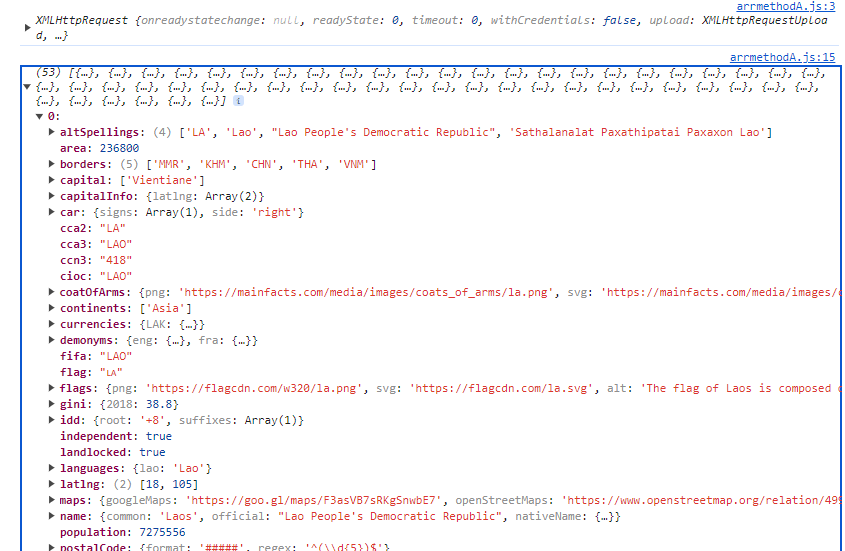 arrmethodA.js:3
XMLHttpRequest {onreadystatechange: null, readyState: 0, timeout: 0, withCredentials: false, upload: XMLHttpRequestUploa
d, …}
arrmethodA.js:15
(53) [{…}, {…}, {…}, {…}, {…}, {…}, {…}, {…}, {…}, {…}, {…}, {…}, {…}, {…}, {…}, {…}, {…}, {…}, {…}, {…}, {…}, {…}, {…},
{…}, {…}, {…}, {…}, {…}, {…}, {…}, {…}, {…}, {…}, {…}, {…}, {…}, {…}, {…}, {…}, {…}, {…}, {…}, {…}, {…}, {…}, {…}, {…},
{…}, {…}, {…}, {…}, {…}, {…}] i
0:
altSpellings: (4) ['LA', 'Lao', "Lao People's Democratic Republic", 'Sathalanalat Paxathipatai Paxaxon Lao']
area: 236800
borders: (5) ['MMR', 'KHM', 'CHN', 'THA', 'VNM']
capital: ['Vientiane']
capitalInfo: {latlng: Array(2)}
car: {signs: Array(1), side: 'right'}
cca2: "LA"
cca3: "LAO"
ccn3: "418"
cioc: "LAO"
coatOfArms: {png: 'https://mainfacts.com/media/images/coats_of_arms/la.png', svg: 'https://mainfacts.com/media/images/
continents: ['Asia']
currencies: {LAK: {…}}
demonyms: {eng: {…}, fra: {…}}
fifa: "LAO"
flag: "🇱🇦"
flags: {png: 'https://flagcdn.com/w320/la.png', svg: 'https://flagcdn.com/la.svg', alt: 'The flag of Laos is composed
gini: {2018: 38.8}
idd: {root: '+8', suffixes: Array(1)}
independent: true
landlocked: true
languages: {lao: 'Lao'}
latlng: (2) [18, 105]
maps: {googleMaps: 'https://goo.gl/maps/F3asVB7sRKgSnwbE7', openStreetMaps: 'https://www.openstreetmap.org/relation/49
name: {common: 'Laos', official: "Lao People's Democratic Republic", nativeName: {…}}
population: 7275556
postalCode: {format: '#####', regex: '^(\\d{5})$'}